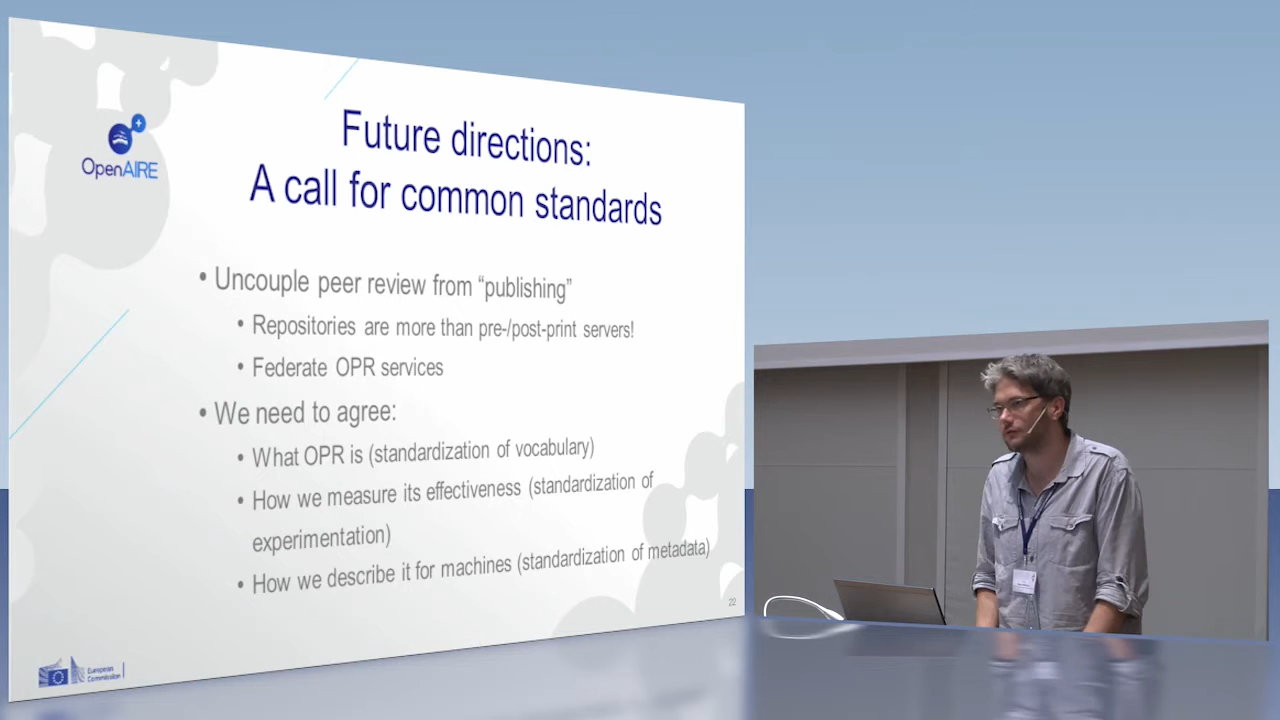 OpenAIRE
Future directions:
A call for common standards
• Uncouple peer review from “publishing”
• Repositories are more than pre-/post-print servers!
• Federate OPR services
• We need to agree:
• What OPR is (standardization of vocabulary)
• How we measure its effectiveness (standardization of
experimentation)
• How we describe it for machines (standardization of metadata)
22
European
Commission